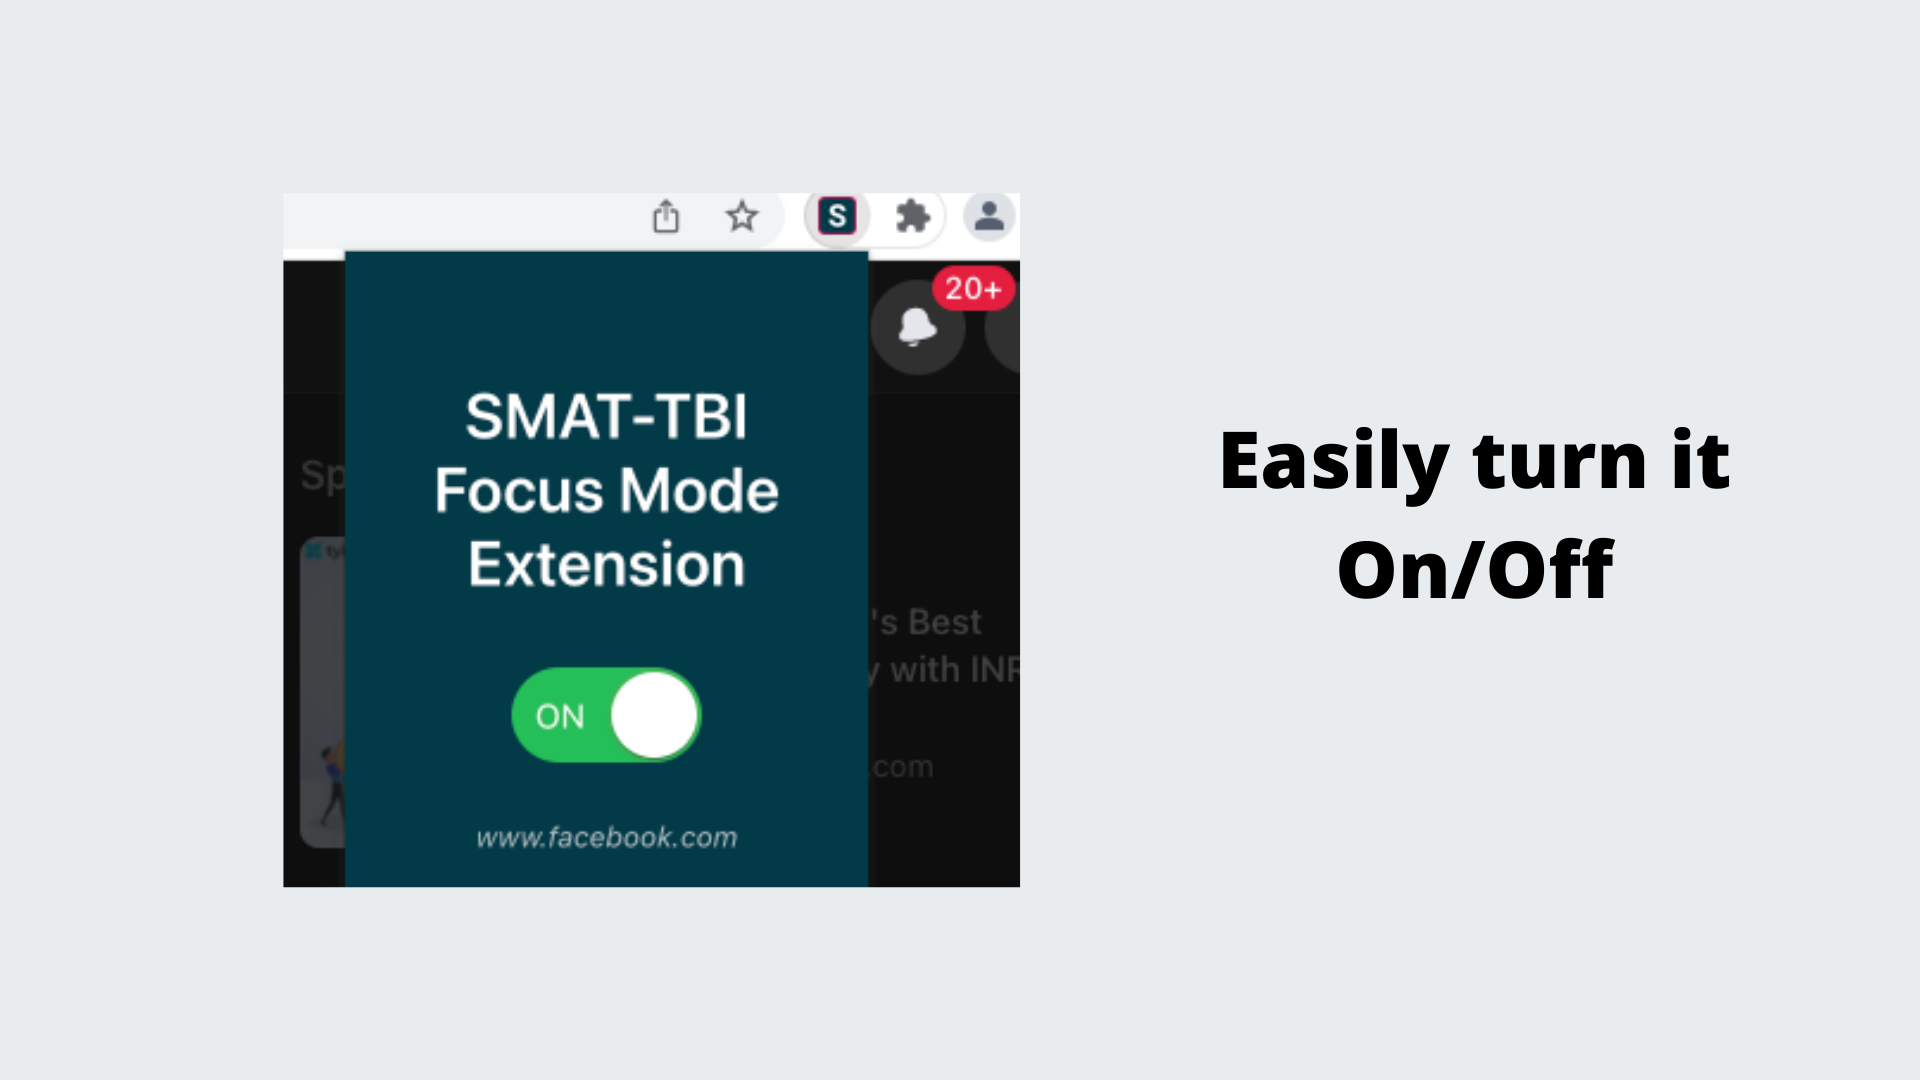 S
20+
SMAT-TBI
Focus Mode
Extension
Sp
's Best
y with INR
ON
.com
www.facebook.com
Easily turn it
On/Off